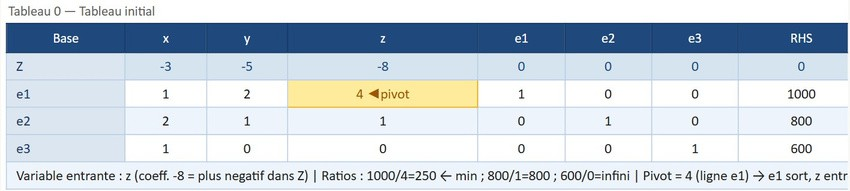 Tableau 0 — Tableau initial
Base x y z e1 e2 e3 RHS
Z -3 -5 -8 0 0 0 0
e1 1 2 4 ◄pivot 1 0 0 1000
e2 2 1 1 0 1 0 800
e3 1 0 0 0 0 1 600
Variable entrante : z (coeff. -8 = plus negatif dans Z) | Ratios : 1000/4=250 ← min ; 800/1=800 ; 600/0=infini | Pivot = 4 (ligne e1) → e1 sort, z entr